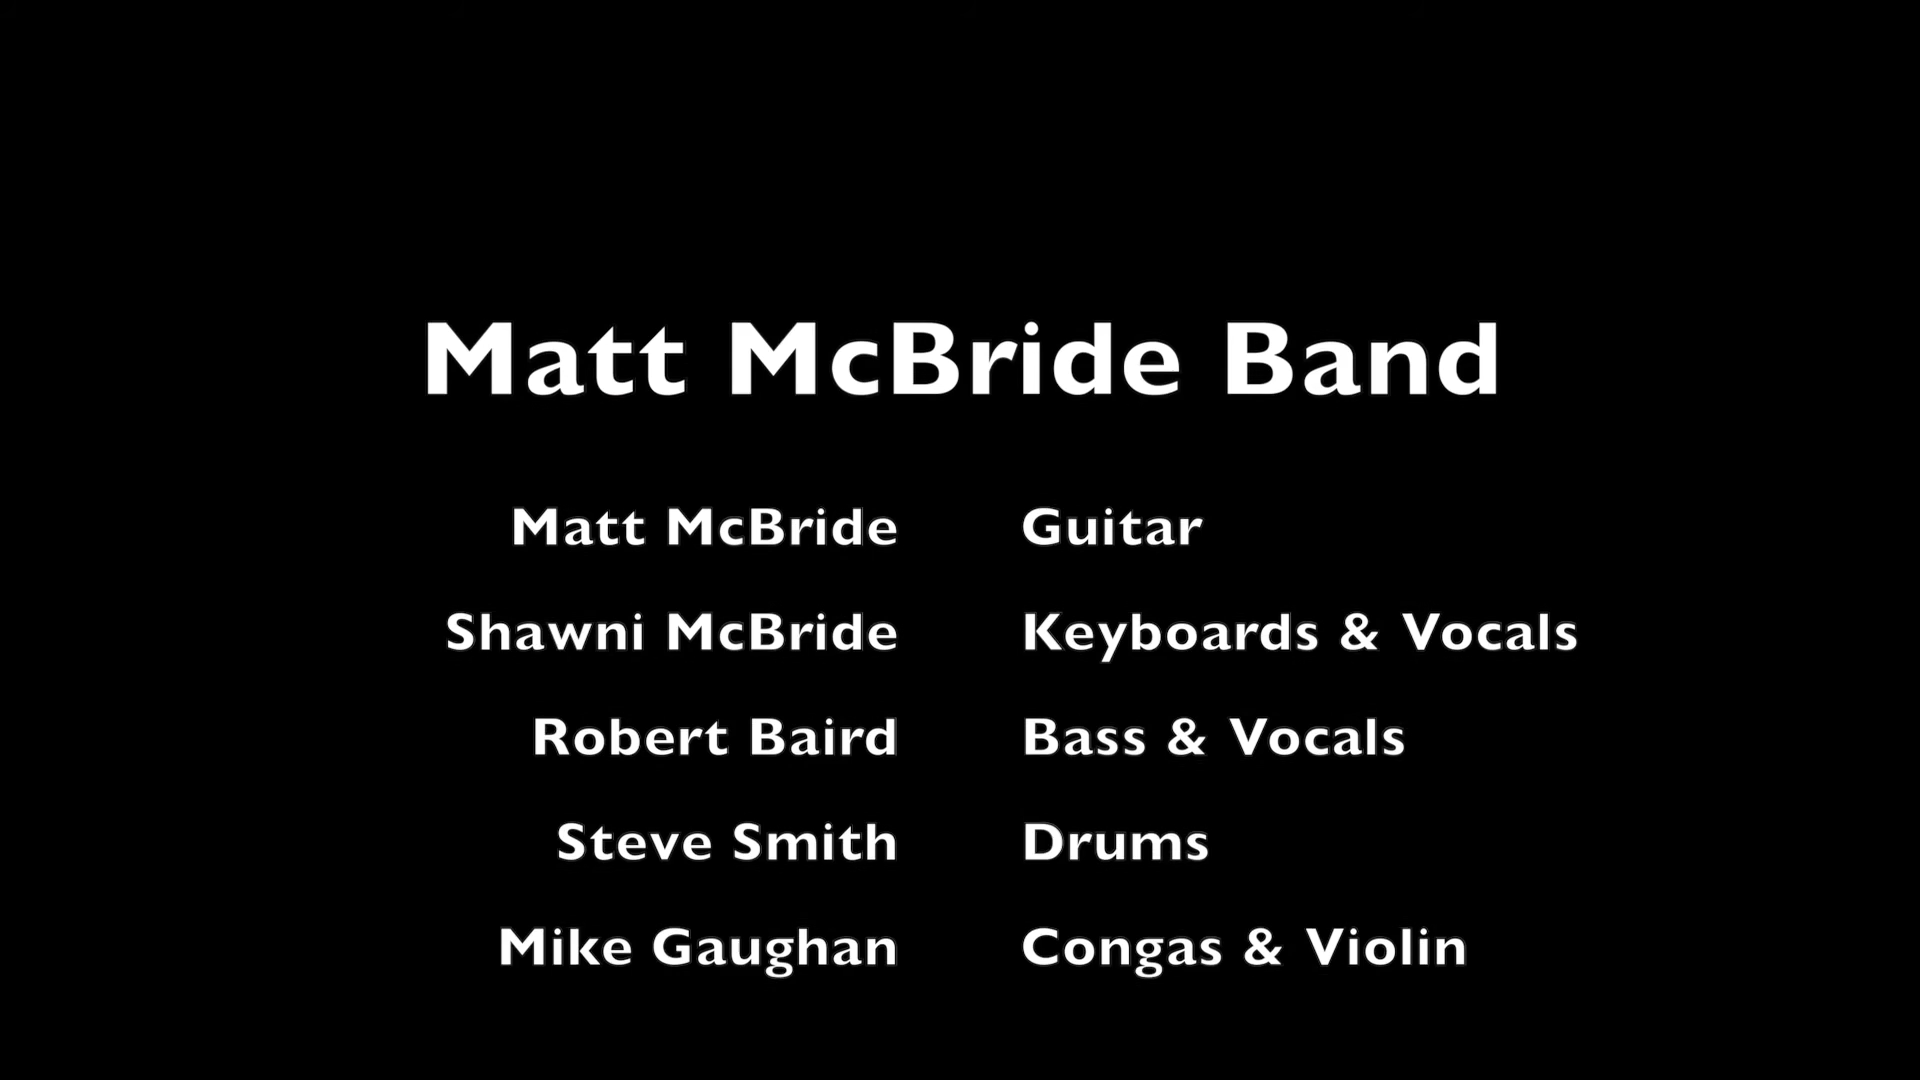 Matt McBride Band
Matt McBride Guitar
Shawni McBride Keyboards & Vocals
Robert Baird Bass & Vocals
Steve Smith Drums
Mike Gaughan Congas & Violin